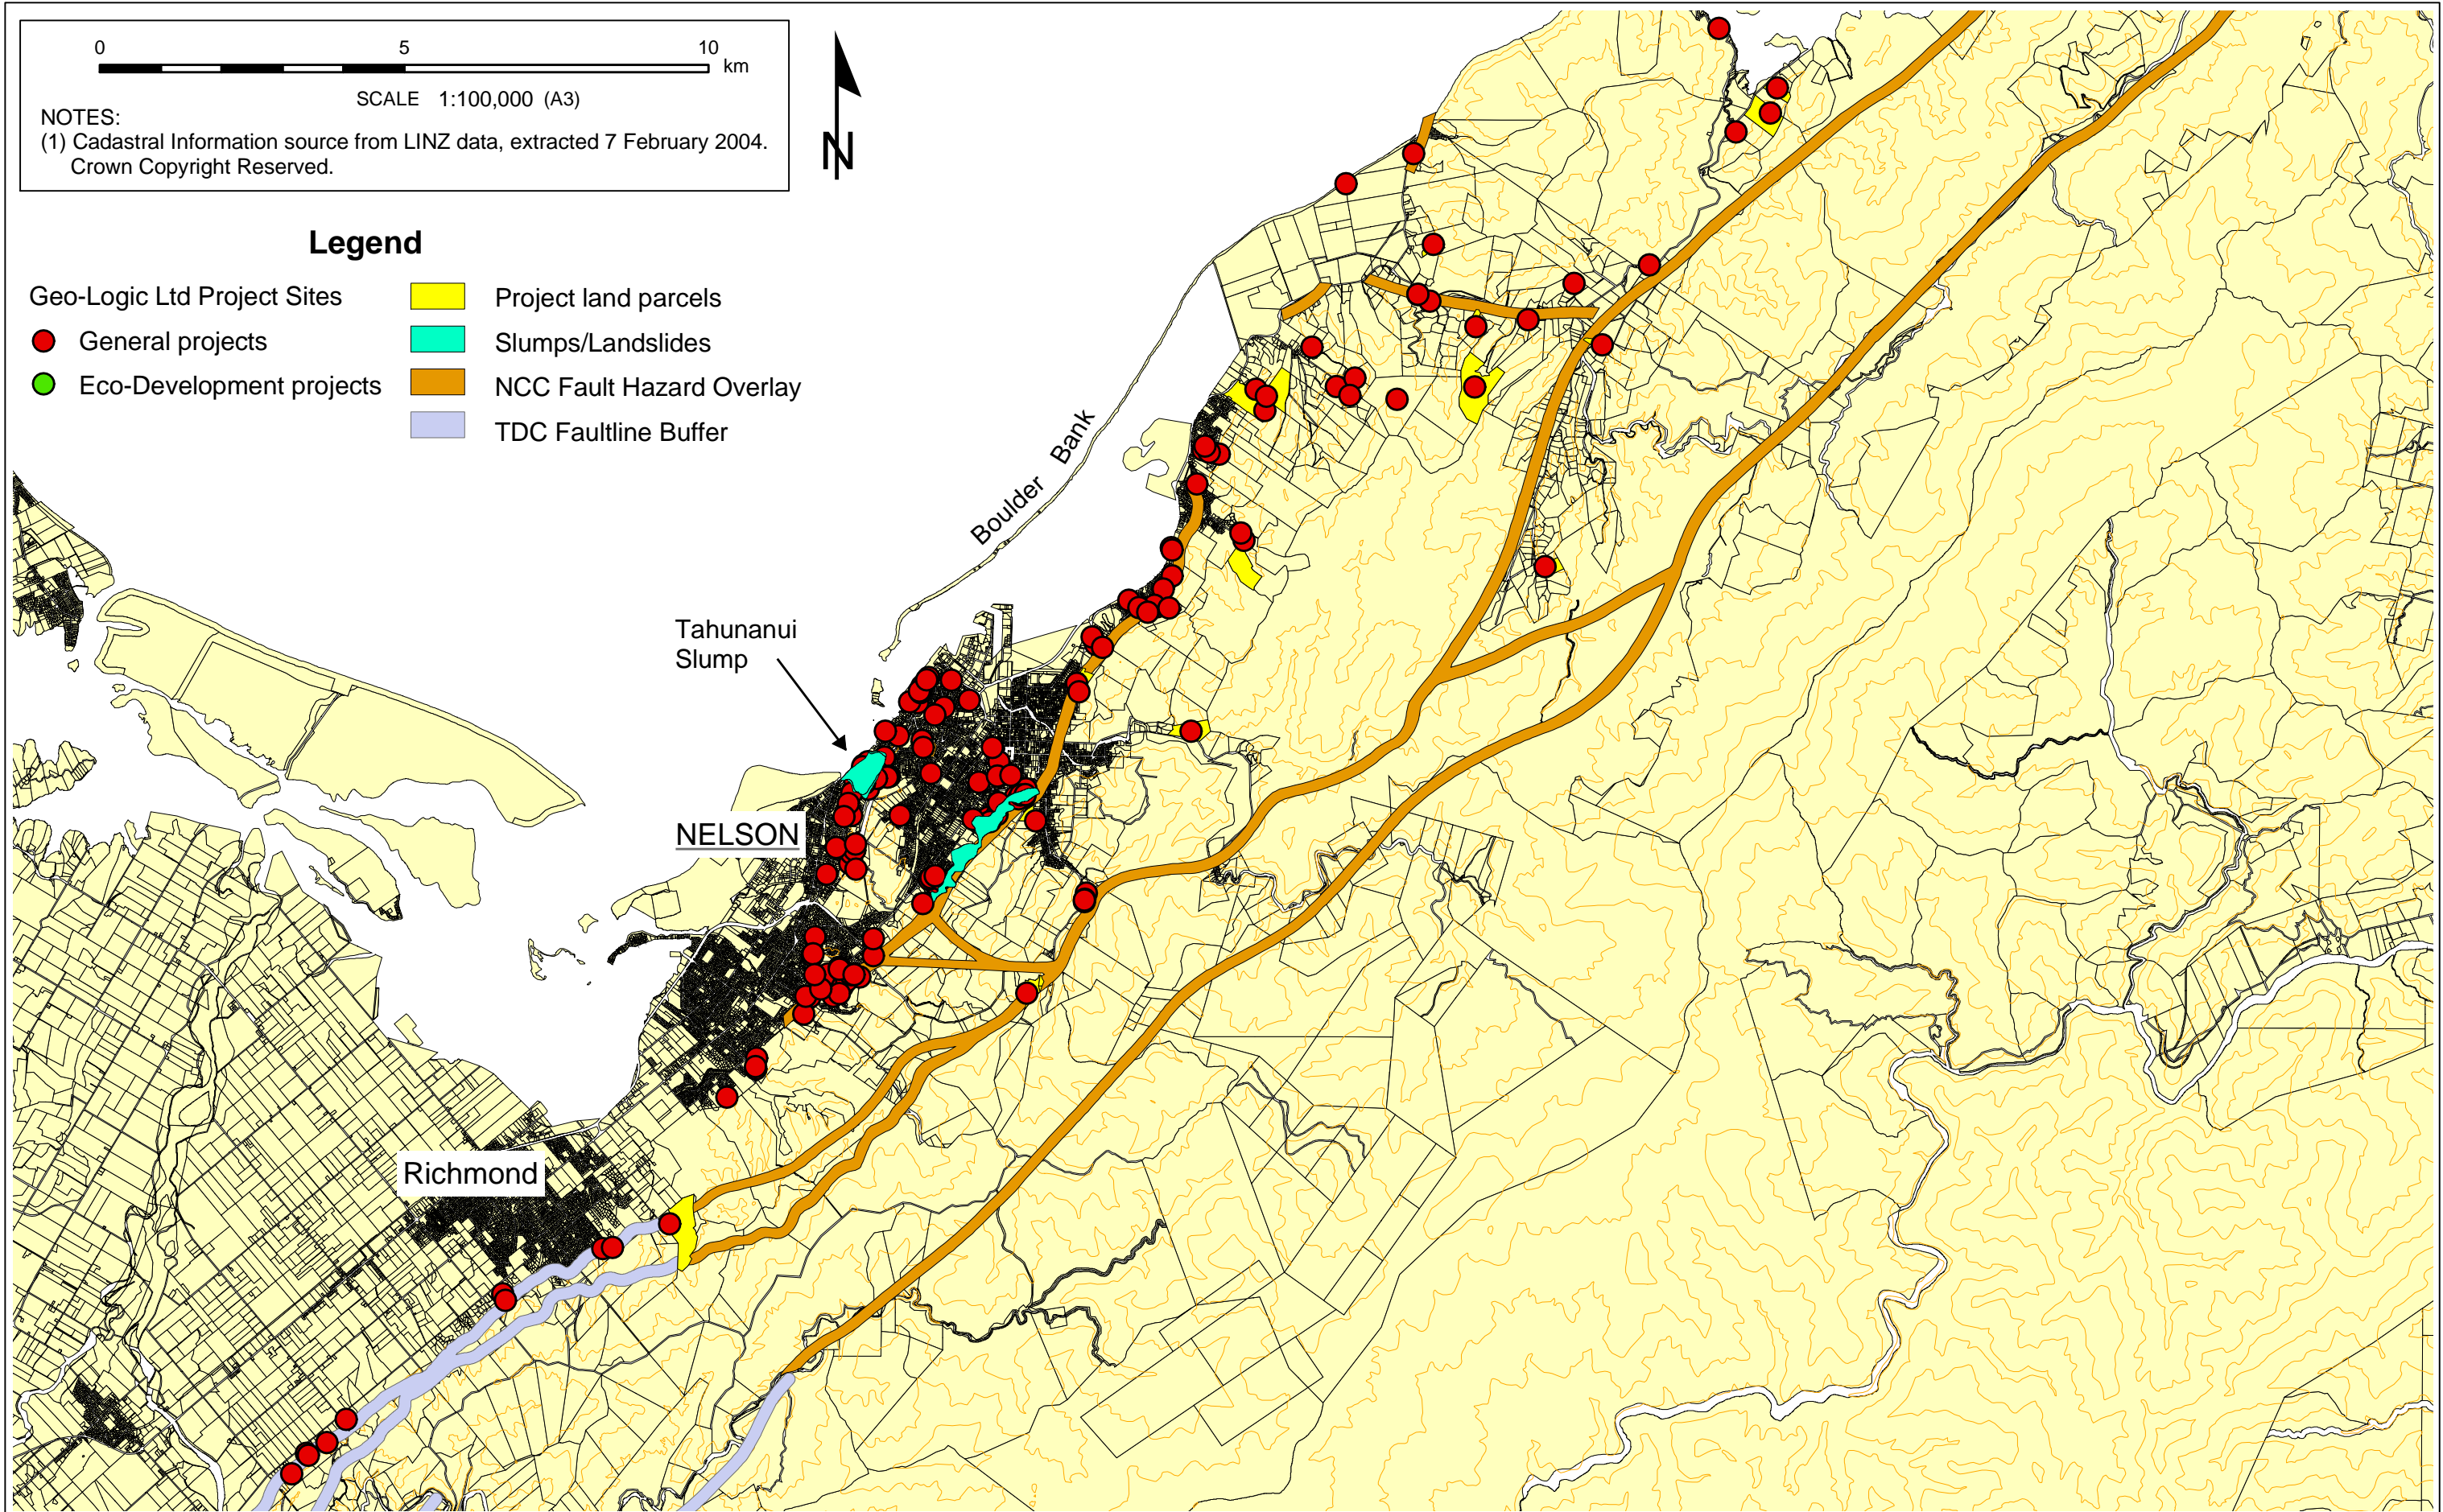 0 5 10
km
SCALE 1:100,000 (A3)
NOTES:
(1) Cadastral Information source from LINZ data, extracted 7 February 2004.
Crown Copyright Reserved.
N
Legend
Geo-Logic Ltd Project Sites
General projects
Eco-Development projects
Project land parcels
Slumps/Landslides
NCC Fault Hazard Overlay
TDC Faultline Buffer
Boulder Bank
Tahunanui
Slump
NELSON
Richmond